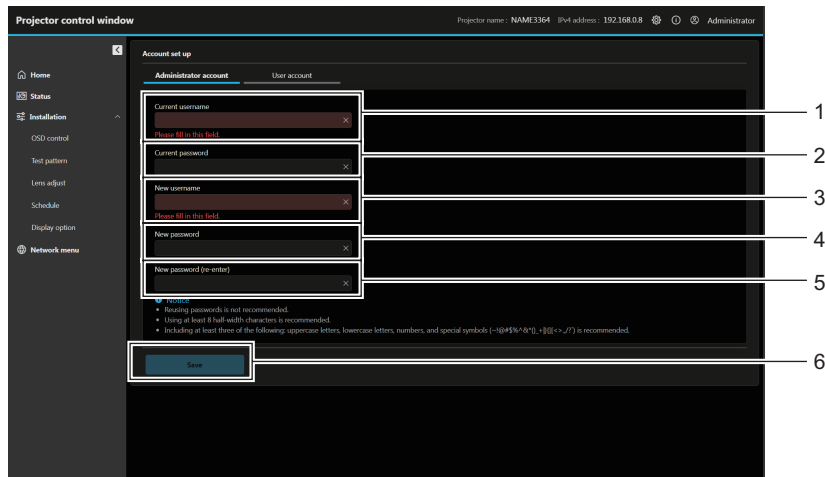 Projector control window
Projector name : NAME3364 IPv4 address : 192.168.0.8 Administrator
Account set up
Home
Administrator account User account
Status
Installation
Current username
1
Please fill in this field.
OSD control
Current password
2
Test pattern
Lens adjust
New username
3
Schedule
Please fill in this field.
Display option
New password
4
Network menu
New password (re-enter)
5
Notice
• Reusing passwords is not recommended.
• Using at least 8 half-width characters is recommended.
• Including at least three of the following: uppercase letters, lowercase letters, numbers, and special symbols is recommended.
Save
6